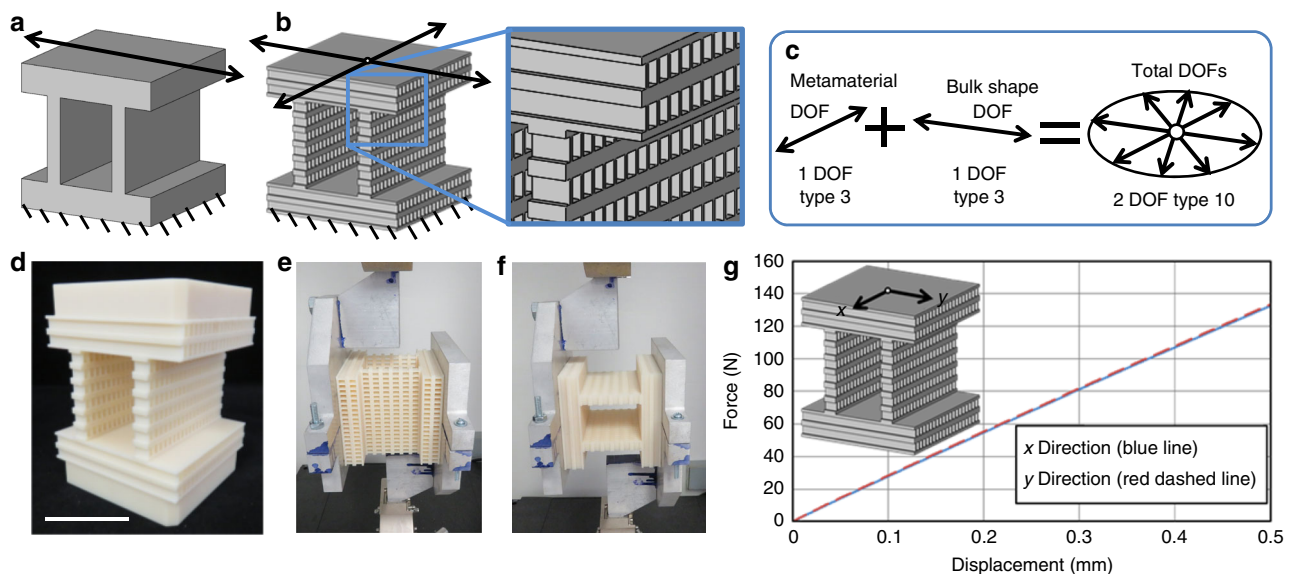 a
b
c
Metamaterial
DOF
1 DOF
type 3
+
Bulk shape
DOF
1 DOF
type 3
=
Total DOFs
2 DOF type 10
d
e
f
g
Force (N)
160
140
120
100
80
60
40
20
0
0
0.1
0.2
0.3
0.4
0.5
Displacement (mm)
x
y
x Direction (blue line)
y Direction (red dashed line)